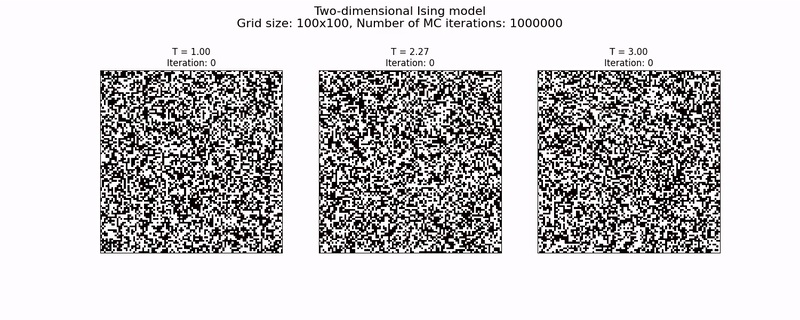 Two-dimensional Ising model
Grid size: 100x100, Number of MC iterations: 1000000
T = 1.00
Iteration: 0
T = 2.27
Iteration: 0
T = 3.00
Iteration: 0